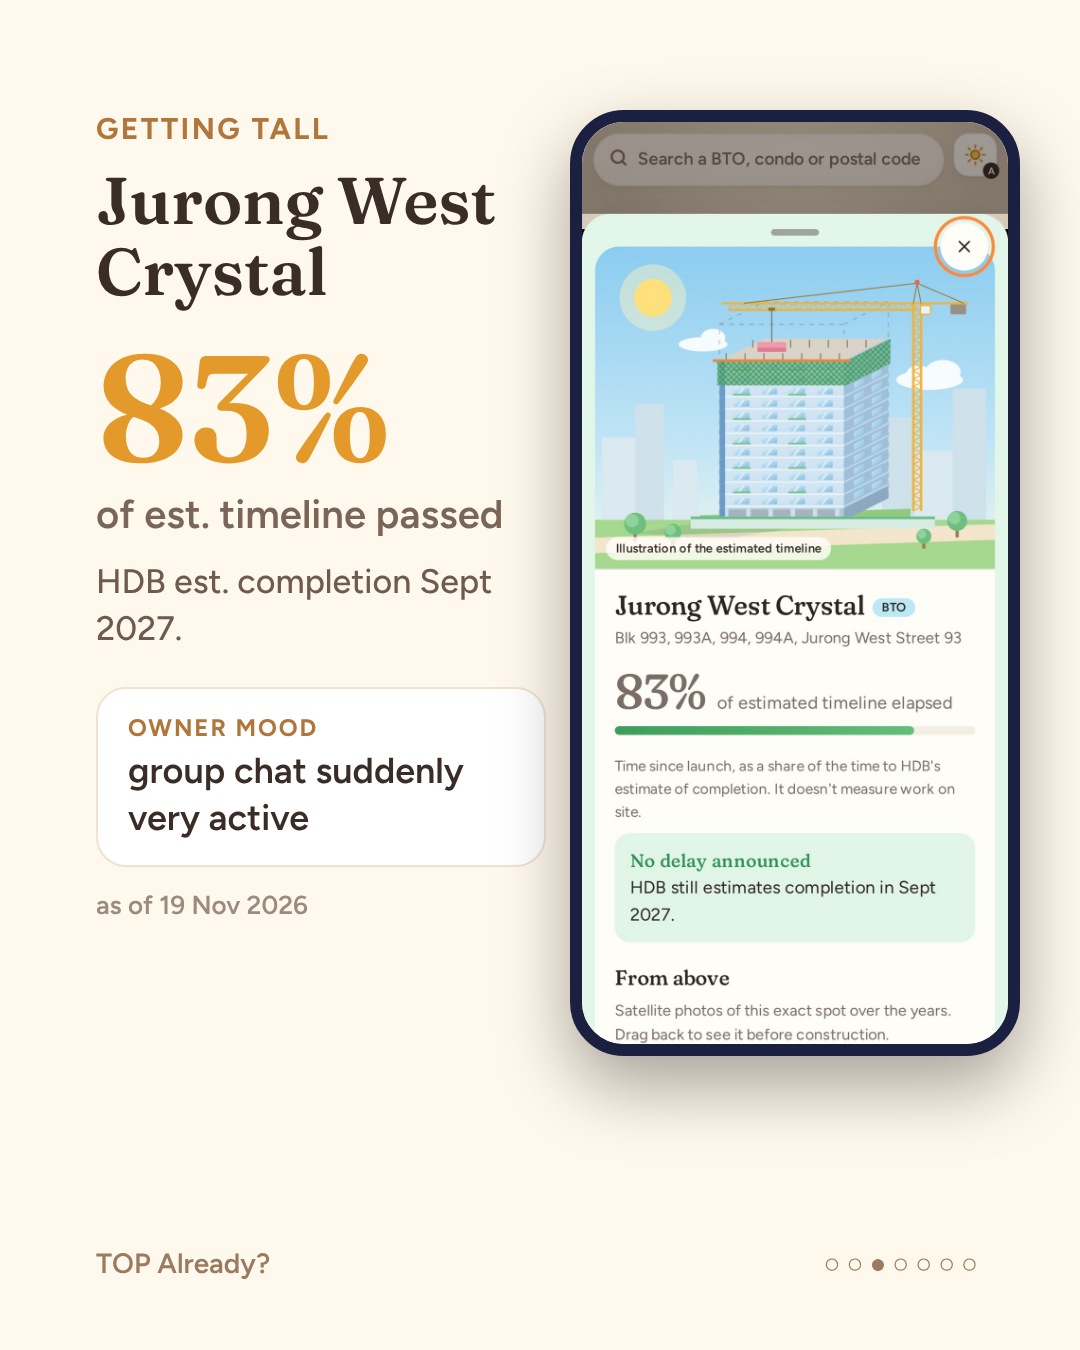 GETTING TALL
Jurong West
Crystal
83%
of est. timeline passed
HDB est. completion Sept
2027.
OWNER MOOD
group chat suddenly
very active
as of 19 Nov 2026
Search a BTO, condo or postal code
A
Illustration of the estimated timeline
Jurong West Crystal BTO
Blk 993, 993A, 994, 994A, Jurong West Street 93
83% of estimated timeline elapsed
Time since launch, as a share of the time to HDB's
estimate of completion. It doesn't measure work on
site.
No delay announced
HDB still estimates completion in Sept
2027.
From above
Satellite photos of this exact spot over the years.
Drag back to see it before construction.
TOP Already?